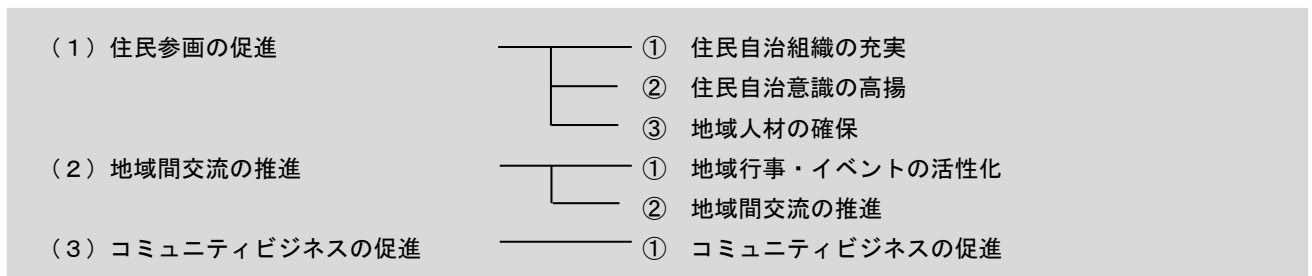 （１）住民参画の促進 ① 住民自治組織の充実
② 住民自治意識の高揚
③ 地域人材の確保
（２）地域間交流の推進 ① 地域行事・イベントの活性化
② 地域間交流の推進
（３）コミュニティビジネスの促進 ① コミュニティビジネスの促進